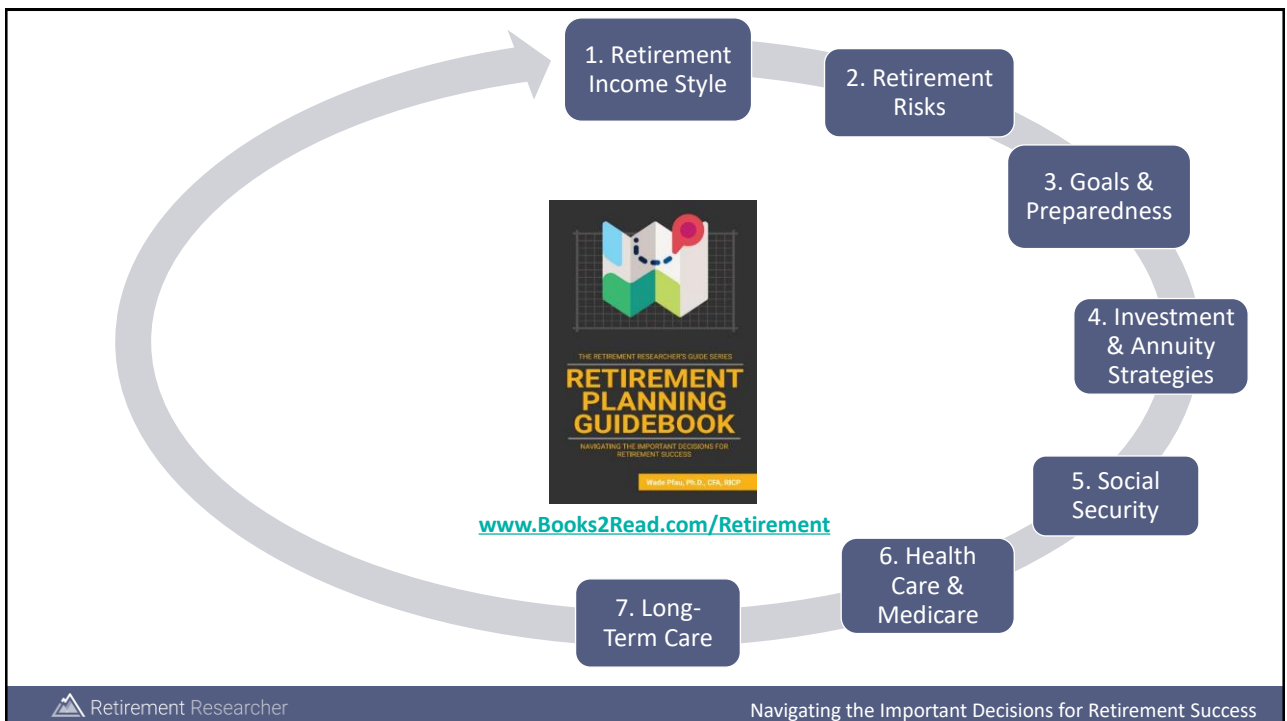 1. Retirement
Income Style
2. Retirement
Risks
3. Goals &
Preparedness
4. Investment
& Annuity
Strategies
5. Social
Security
6. Health
Care &
Medicare
7. Long-
Term Care
THE RETIREMENT RESEARCHER'S GUIDE SERIES
RETIREMENT
PLANNING
GUIDEBOOK
NAVIGATING THE IMPORTANT DECISIONS FOR
RETIREMENT SUCCESS
Wade Pfau, Ph.D., CFA, RICP
www.Books2Read.com/Retirement
Retirement Researcher
Navigating the Important Decisions for Retirement Success